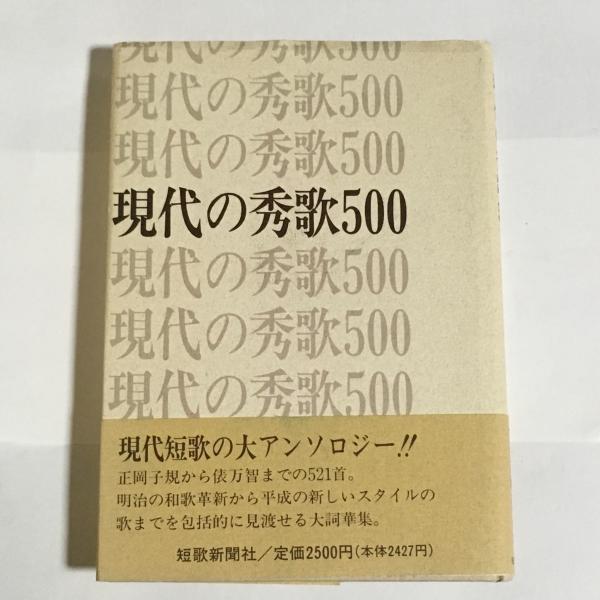 現代の秀歌500
現代の秀歌500
現代の秀歌500
現代の秀歌500
現代の秀歌500
現代の秀歌500
現代の秀歌500
現代短歌の大アンソロジー!!
正岡子規から俵万智までの521首。
明治の和歌革新から平成の新しいスタイルの
歌までを包括的に見渡せる大詞華集。
短歌新聞社/定価2500円(本体2427円)